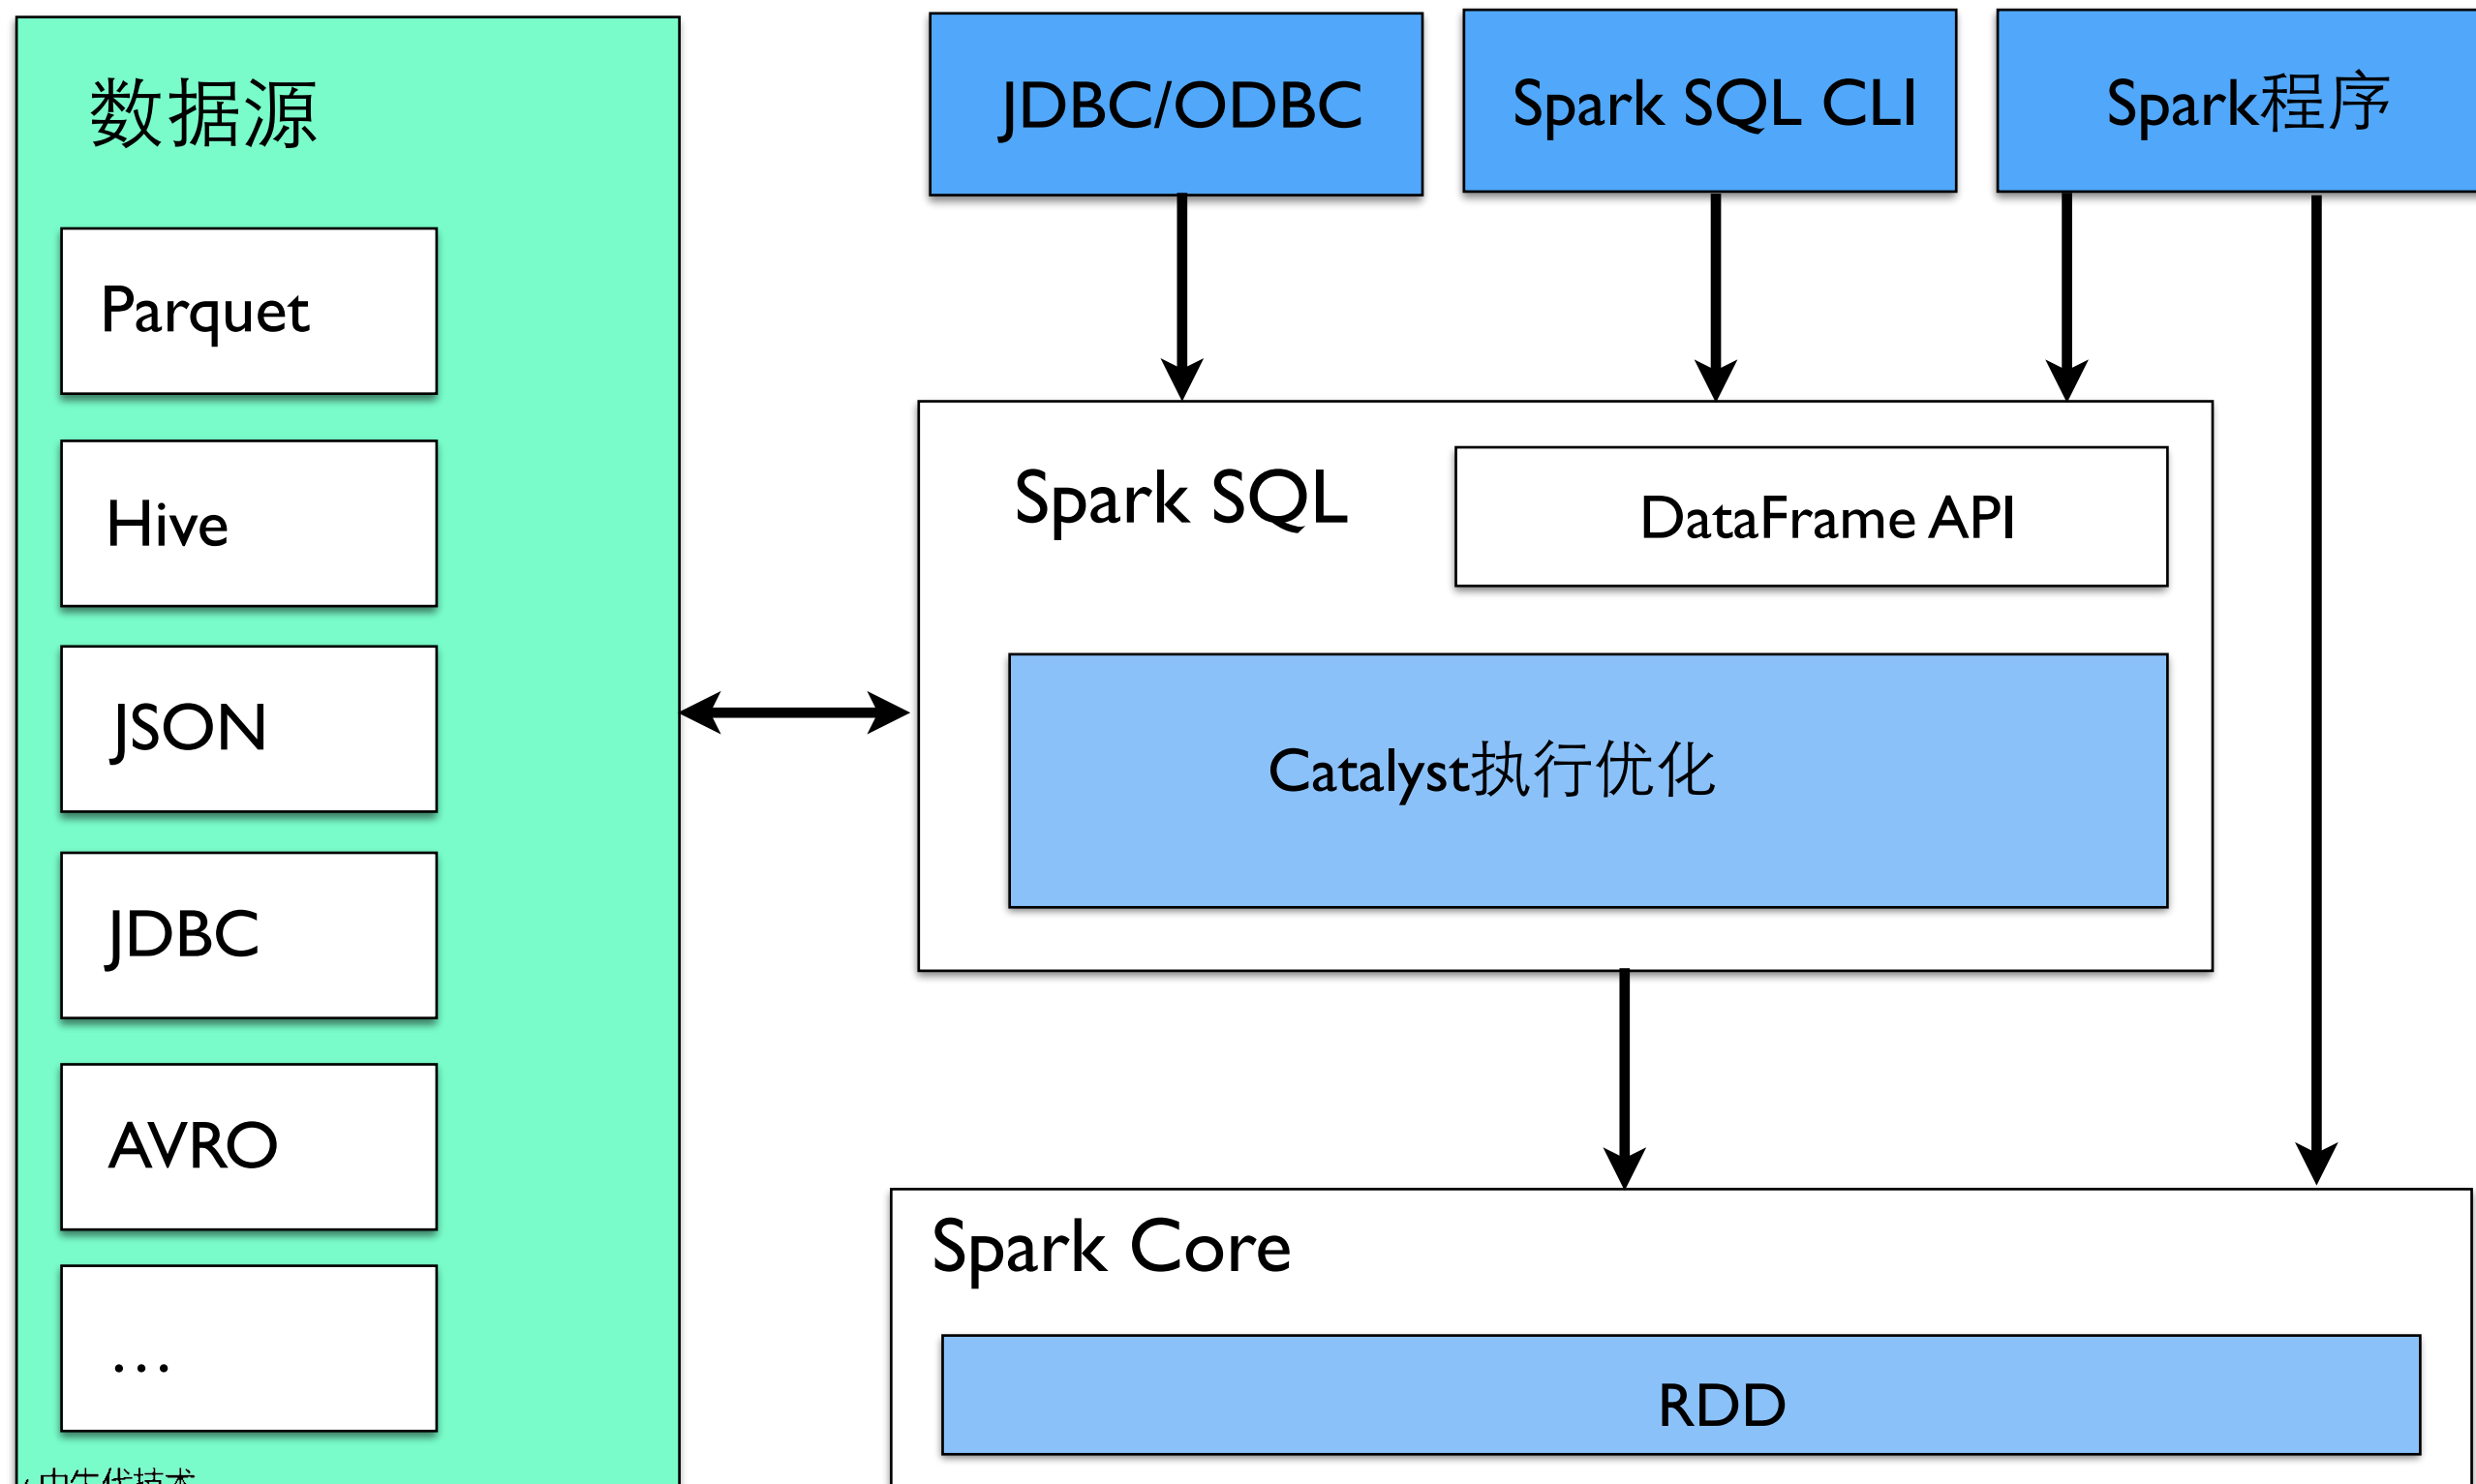 数据源
Parquet
Hive
JSON
JDBC
AVRO
...
JDBC/ODBC
Spark SQL CLI
Spark程序
Spark SQL
DataFrame API
Catalyst执行优化
Spark Core
RDD